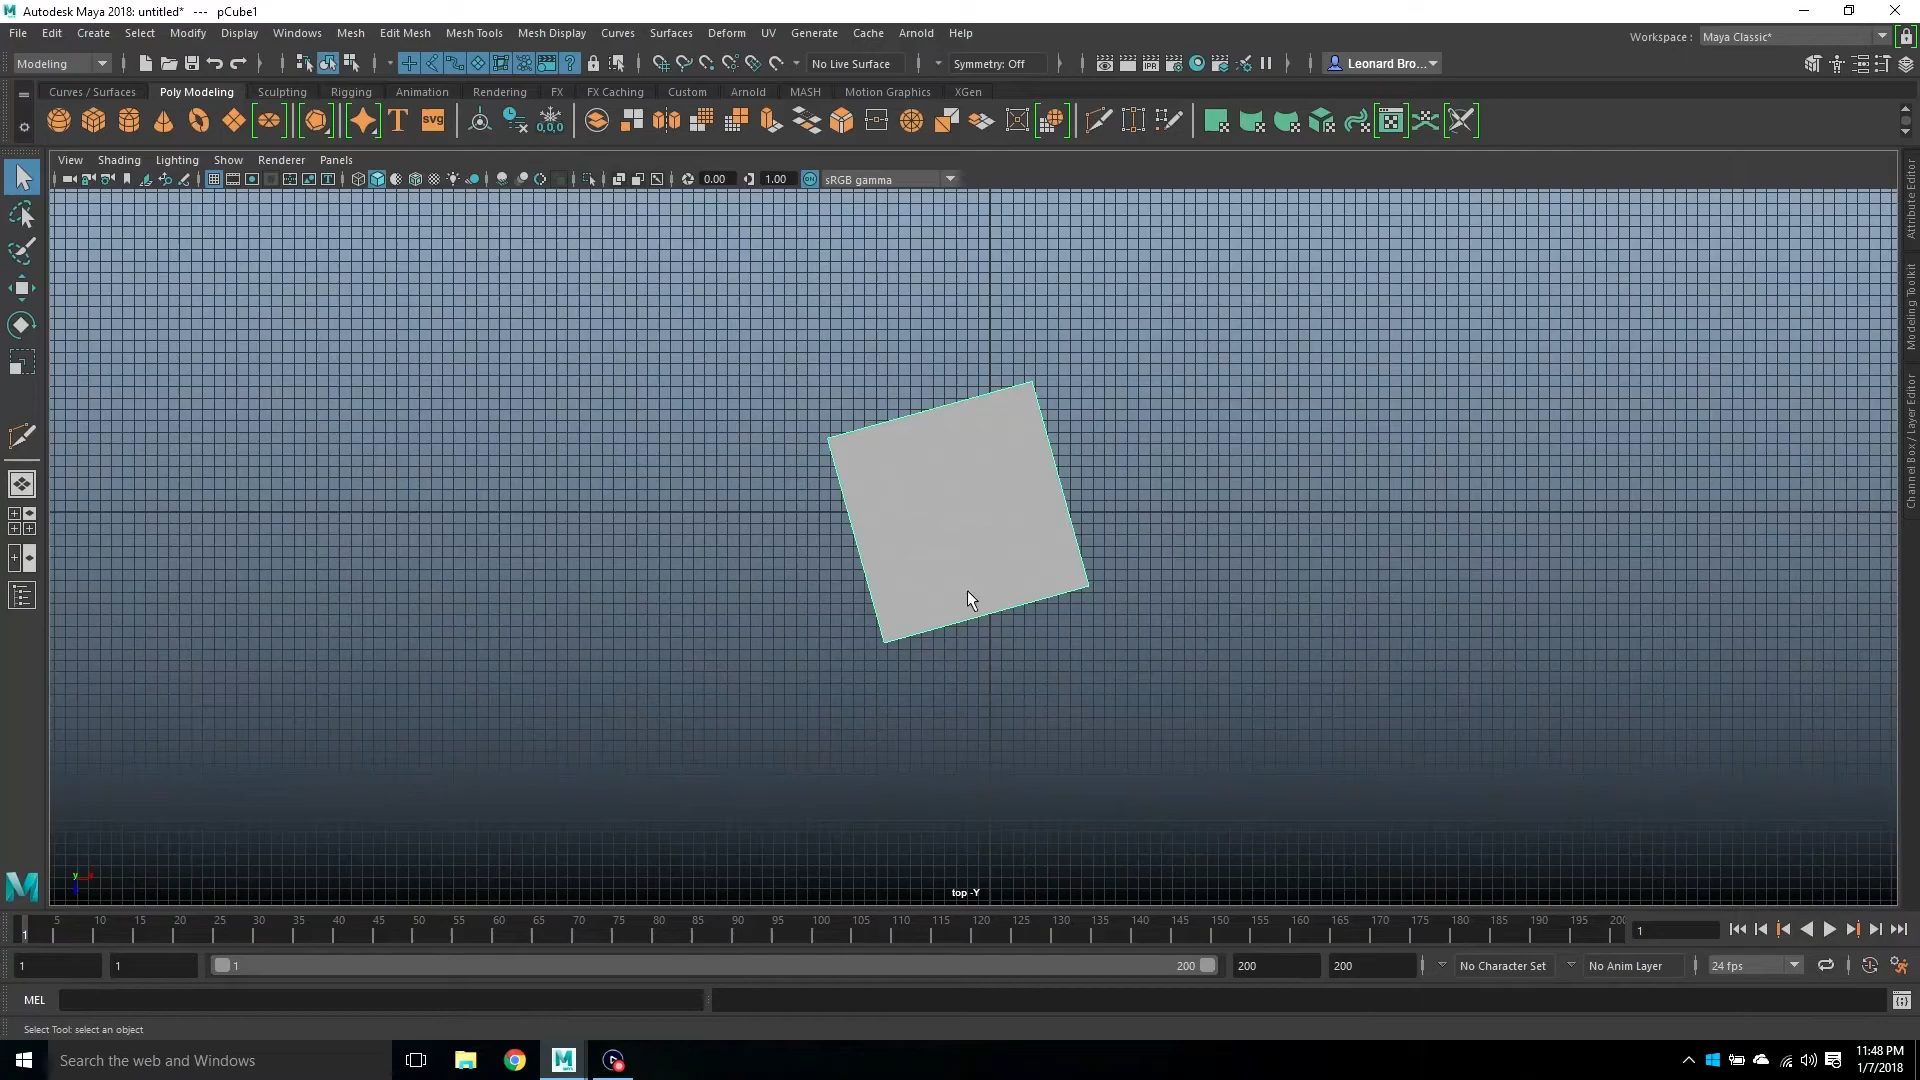 Autodesk Maya 2018: untitled* --- pCube1
File Edit Create Select Modify Display Windows Mesh Edit Mesh Mesh Tools Mesh Display Curves Surfaces Deform UV Generate Cache Arnold Help
Workspace : Maya Classic*
Modeling No Live Surface Symmetry: Off Leonard Bro...
Curves / Surfaces Poly Modeling Sculpting Rigging Animation Rendering FX FX Caching Custom Arnold MASH Motion Graphics XGen
T svg 0,0,0 IPR
View Shading Lighting Show Renderer Panels
0.00 1.00 ON sRGB gamma
Attribute Editor
Modeling Toolkit
Channel Box / Layer Editor
y
top -Y
5 10 15 20 25 30 35 40 45 50 55 60 65 70 75 80 85 90 95 100 105 110 115 120 125 130 135 140 145 150 155 160 165 170 175 180 185 190 195 200
1 1
1 1 1 200 200 200 No Character Set No Anim Layer 24 fps
MEL
Select Tool: select an object
Search the web and Windows
11:48 PM
1/7/2018